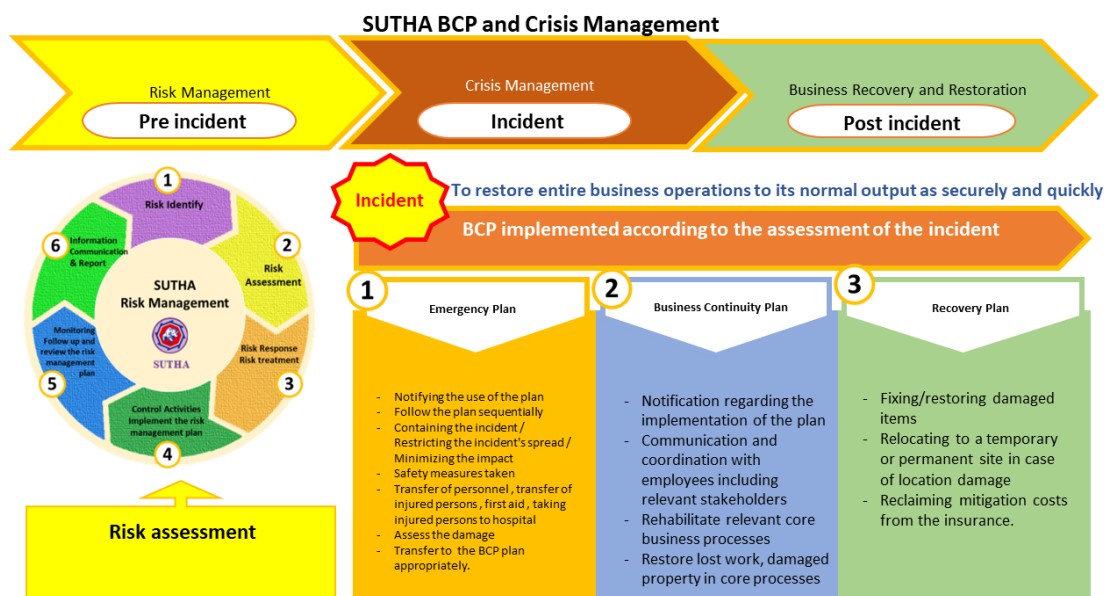 SUTHA BCP and Crisis Management
Risk Management
Pre incident
Crisis Management
Incident
Business Recovery and Restoration
Post incident
1
Risk Identify
2
Risk
Assessment
Risk Response
Risk treatment
3
Control Activities
Implement the risk
management plan
4
Monitoring
Follow up and
review the risk
management
plan
5
6
Information
Communication
& Report
SUTHA
Risk Management
SUTHA
Risk assessment
Incident
To restore entire business operations to its normal output as securely and quickly
BCP implemented according to the assessment of the incident
1
Emergency Plan
- Notifying the use of the plan
- Follow the plan sequentially
- Containing the incident /
Restricting the incident's spread /
Minimizing the impact
- Safety measures taken
- Transfer of personnel , transfer of
injured persons , first aid , taking
injured persons to hospital
- Assess the damage
- Transfer to the BCP plan
appropriately.
2
Business Continuity Plan
- Notification regarding the
implementation of the plan
- Communication and
coordination with
employees including
relevant stakeholders
- Rehabilitate relevant core
business processes
- Restore lost work, damaged
property in core processes
3
Recovery Plan
- Fixing/restoring damaged
items
- Relocating to a temporary
or permanent site in case
of location damage
- Reclaiming mitigation costs
from the insurance.